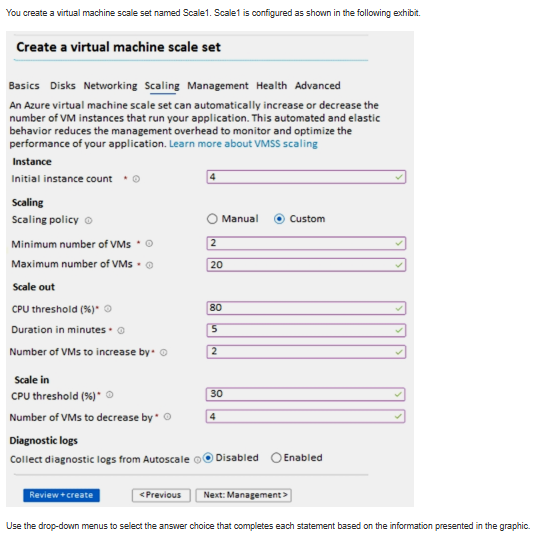 You create a virtual machine scale set named Scale1. Scale1 is configured as shown in the following exhibit.
Create a virtual machine scale set
Basics Disks Networking Scaling Management Health Advanced
An Azure virtual machine scale set can automatically increase or decrease the
number of VM instances that run your application. This automated and elastic
behavior reduces the management overhead to monitor and optimize the
performance of your application. Learn more about VMSS scaling
Instance
Initial instance count * 4
Scaling
Scaling policy Manual Custom
Minimum number of VMs * 2
Maximum number of VMs * 20
Scale out
CPU threshold (%)* 80
Duration in minutes * 5
Number of VMs to increase by* 2
Scale in
CPU threshold (%)* 30
Number of VMs to decrease by * 4
Diagnostic logs
Collect diagnostic logs from Autoscale Disabled Enabled
Review + create <Previous Next: Management>
Use the drop-down menus to select the answer choice that completes each statement based on the information presented in the graphic.